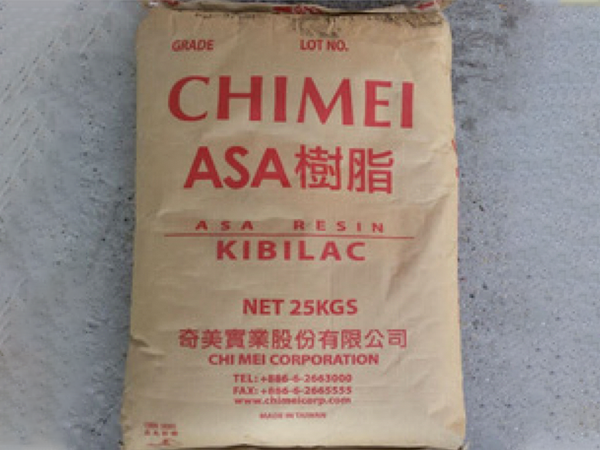 GRADE LOT NO.
CHIMEI
ASA樹脂
ASA RESIN
KIBILAC
NET 25KGS
奇美實業股份有限公司
CHI MEI CORPORATION
TEL: +886-6-2663000
FAX: +886-6-2665555
www.chimeicorp.com
MADE IN TAIWAN